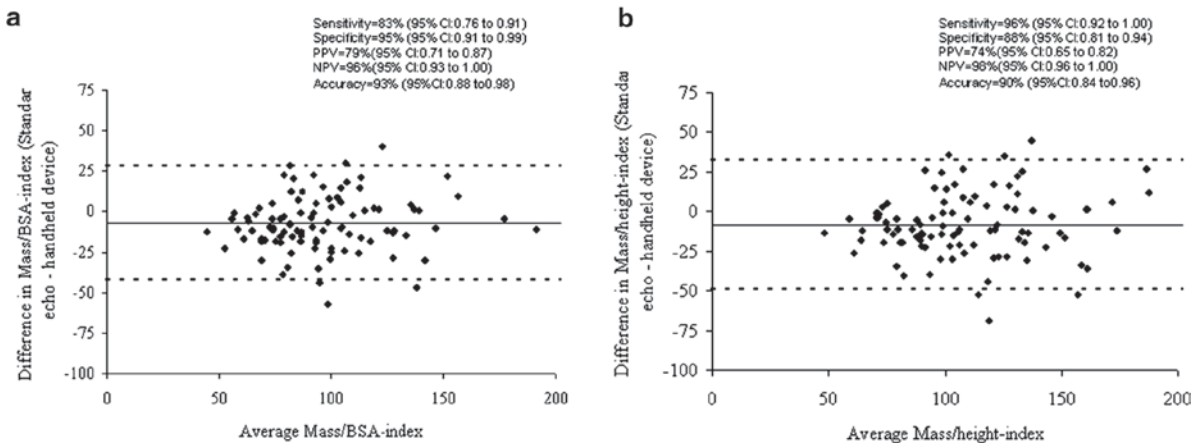 a
Sensitivity=83% (95% CI:0.76 to 0.91)
Specificity=95% (95% CI:0.91 to 0.99)
PPV=79%(95% CI:0.71 to 0.87)
NPV=96%(95% CI:0.93 to 1.00)
Accuracy=93% (95%CI:0.88 to0.98)
Difference in Mass/BSA-index (Standar
echo - handheld device)
75
50
25
0
-25
-50
-75
-100
0
50
100
150
200
Average Mass/BSA-index
b
Sensitivity=96% (95% CI:0.92 to 1.00)
Specificity=88% (95% CI:0.81 to 0.94)
PPV=74%(95% CI:0.65 to 0.82)
NPV=98%(95% CI:0.96 to 1.00)
Accuracy=90% (95%CI:0.84 to0.96)
Difference in Mass/height-index (Standar
echo - handheld device)
75
50
25
0
-25
-50
-75
-100
0
50
100
150
200
Average Mass/height-index